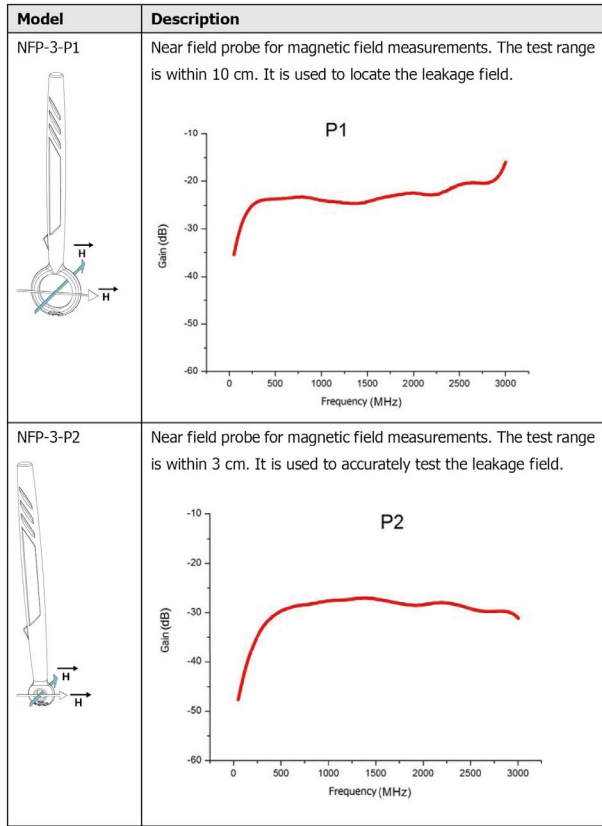 Model Description
NFP-3-P1
Near field probe for magnetic field measurements. The test range
is within 10 cm. It is used to locate the leakage field.
P1
-10
-20
-30
-40
-50
-60
Gain (dB)
0 500 1000 1500 2000 2500 3000
Frequency (MHz)
H
H
NFP-3-P2
Near field probe for magnetic field measurements. The test range
is within 3 cm. It is used to accurately test the leakage field.
P2
-10
-20
-30
-40
-50
-60
Gain (dB)
0 500 1000 1500 2000 2500 3000
Frequency (MHz)
H
H